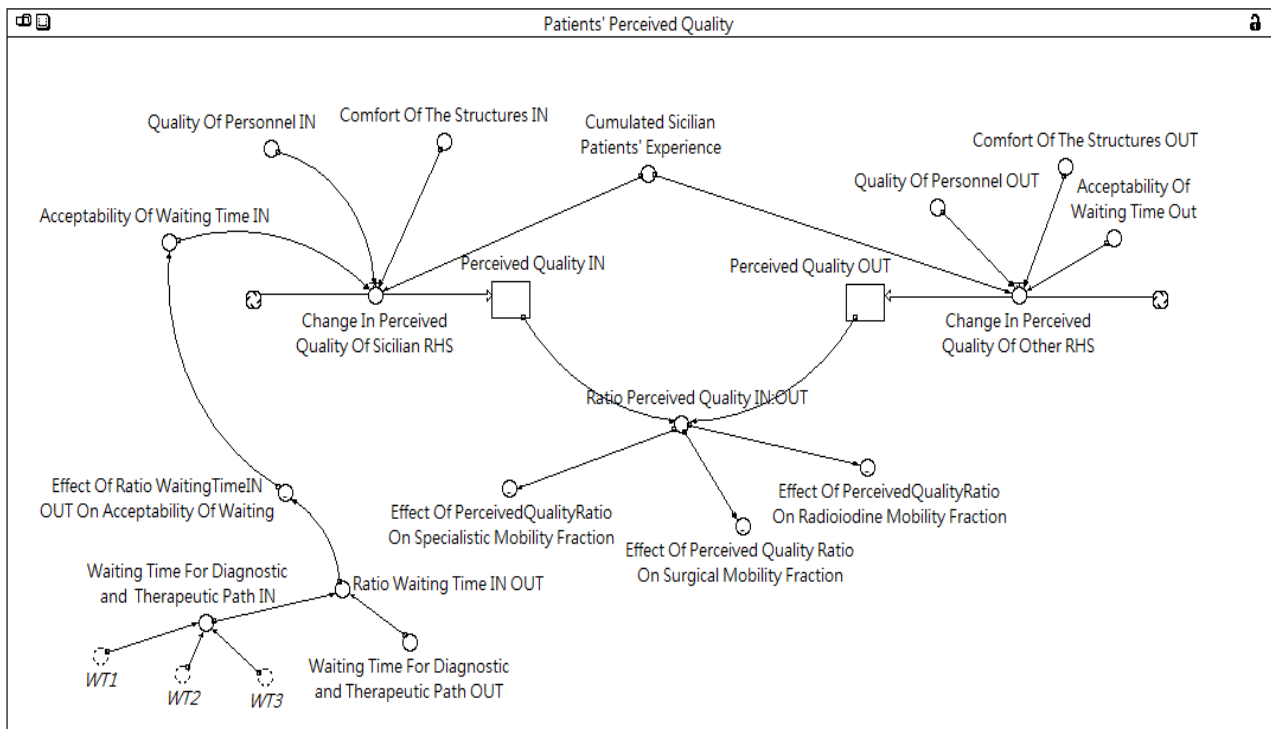 Patients' Perceived Quality
Quality Of Personnel IN
Comfort Of The Structures IN
Cumulated Sicilian
Patients' Experience
Comfort Of The Structures OUT
Quality Of Personnel OUT
Acceptability Of
Waiting Time Out
Acceptability Of Waiting Time IN
Perceived Quality IN
Perceived Quality OUT
Change In Perceived
Quality Of Sicilian RHS
Change In Perceived
Quality Of Other RHS
Ratio Perceived Quality IN:OUT
Effect Of Ratio WaitingTimeIN
OUT On Acceptability Of Waiting
Effect Of PerceivedQualityRatio
On Specialistic Mobility Fraction
Effect Of Perceived Quality Ratio
On Surgical Mobility Fraction
Effect Of PerceivedQualityRatio
On Radioiodine Mobility Fraction
Waiting Time For Diagnostic
and Therapeutic Path IN
Ratio Waiting Time IN OUT
Waiting Time For Diagnostic
and Therapeutic Path OUT
WT1
WT2
WT3